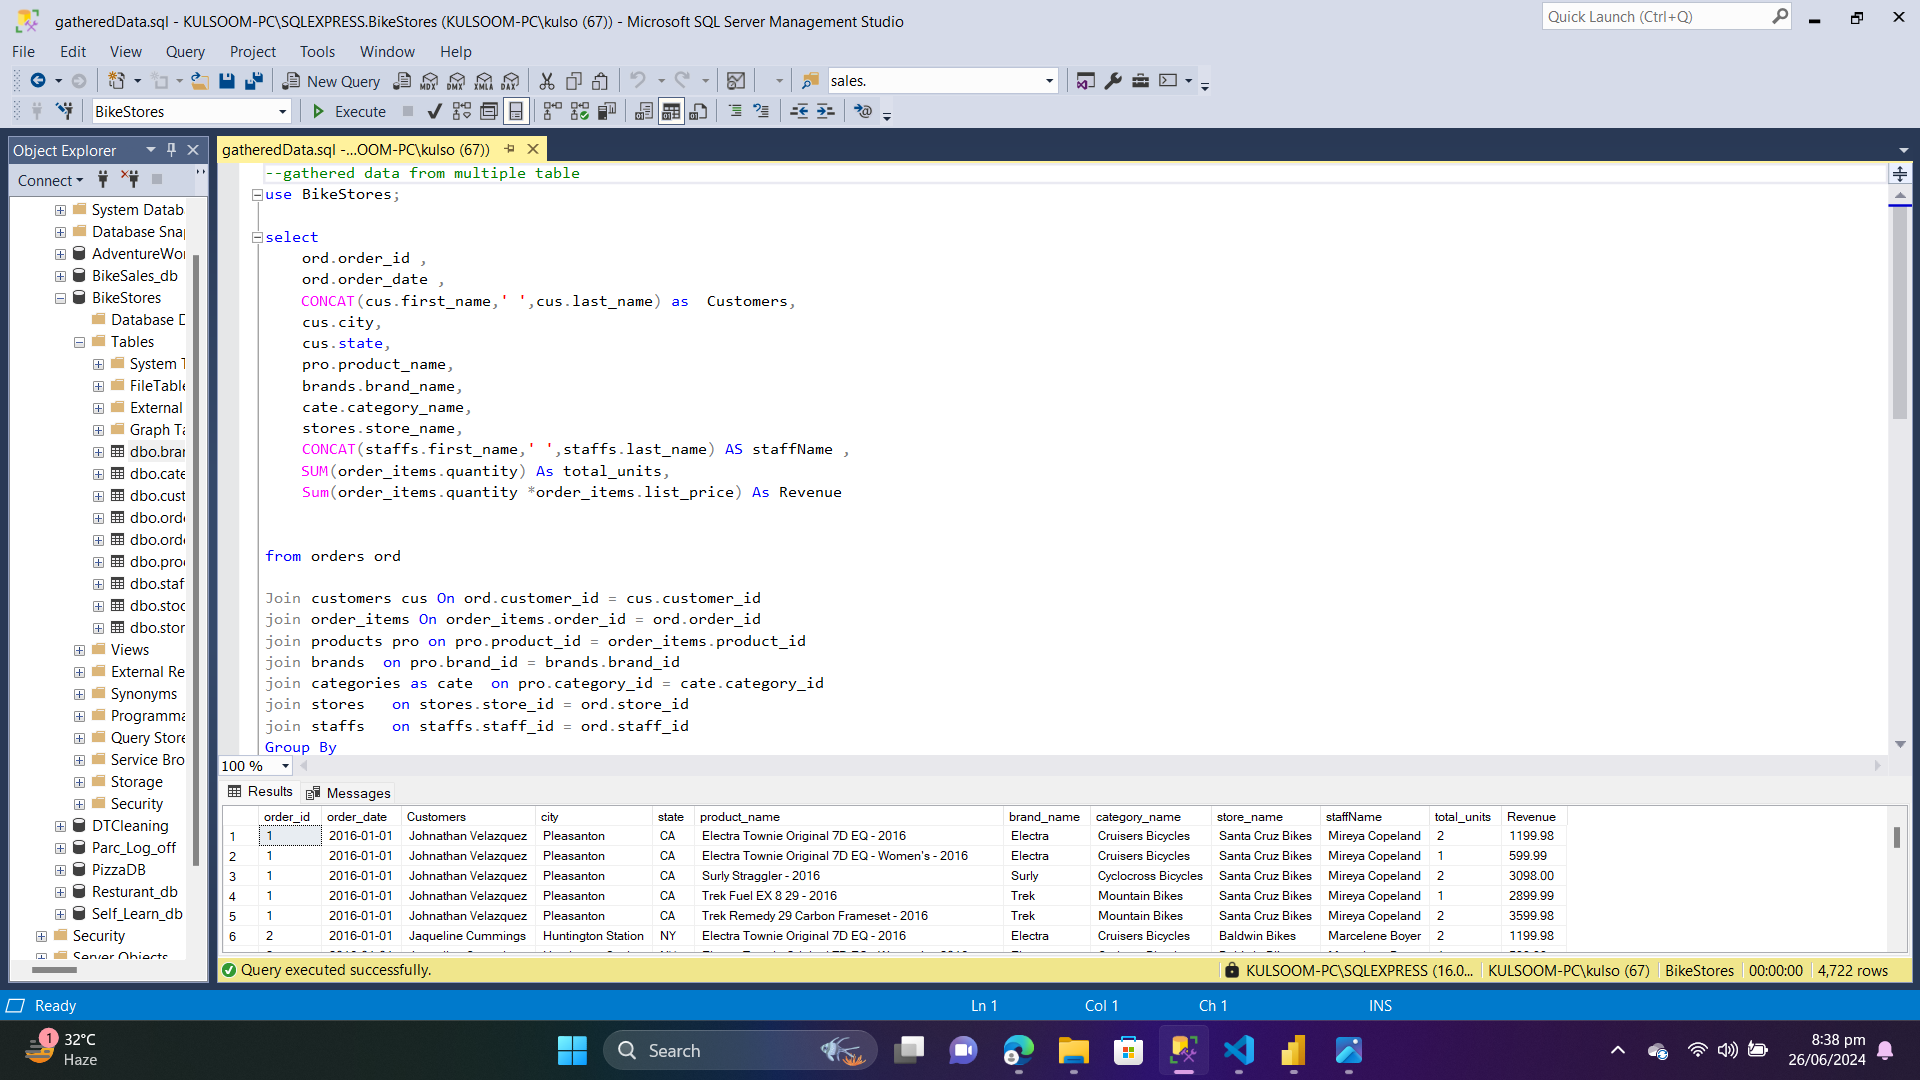 gatheredData.sql - KULSOOM-PC\SQLEXPRESS.BikeStores (KULSOOM-PC\kulso (67)) - Microsoft SQL Server Management Studio
Quick Launch (Ctrl+Q)
File Edit View Query Project Tools Window Help
New Query MDX DMX XMLA DAX sales.
BikeStores Execute
Object Explorer
gatheredData.sql -...OOM-PC\kulso (67))
Connect
System Datab
Database Sna
AdventureWo
BikeSales_db
BikeStores
Database D
Tables
System T
FileTable
External
Graph Ta
dbo.bran
dbo.cate
dbo.cust
dbo.orde
dbo.orde
dbo.proc
dbo.staf
dbo.stoc
dbo.stor
Views
External Re
Synonyms
Programma
Query Store
Service Bro
Storage
Security
DTCleaning
Parc_Log_off
PizzaDB
Resturant_db
Self_Learn_db
Security
Server Objects
--gathered data from multiple table
use BikeStores;
select
ord.order_id ,
ord.order_date ,
CONCAT(cus.first_name,' ',cus.last_name) as  Customers,
cus.city,
cus.state,
pro.product_name,
brands.brand_name,
cate.category_name,
stores.store_name,
CONCAT(staffs.first_name,' ',staffs.last_name) AS staffName ,
SUM(order_items.quantity) As total_units,
Sum(order_items.quantity *order_items.list_price) As Revenue
from orders ord
Join customers cus On ord.customer_id = cus.customer_id
join order_items On order_items.order_id = ord.order_id
join products pro on pro.product_id = order_items.product_id
join brands  on pro.brand_id = brands.brand_id
join categories as cate  on pro.category_id = cate.category_id
join stores   on stores.store_id = ord.store_id
join staffs   on staffs.staff_id = ord.staff_id
Group By
100 %
Results Messages
order_id order_date Customers city state product_name brand_name category_name store_name staffName total_units Revenue
1 1 2016-01-01 Johnathan Velazquez Pleasanton CA Electra Townie Original 7D EQ - 2016 Electra Cruisers Bicycles Santa Cruz Bikes Mireya Copeland 2 1199.98
2 1 2016-01-01 Johnathan Velazquez Pleasanton CA Electra Townie Original 7D EQ - Women's - 2016 Electra Cruisers Bicycles Santa Cruz Bikes Mireya Copeland 1 599.99
3 1 2016-01-01 Johnathan Velazquez Pleasanton CA Surly Straggler - 2016 Surly Cyclocross Bicycles Santa Cruz Bikes Mireya Copeland 2 3098.00
4 1 2016-01-01 Johnathan Velazquez Pleasanton CA Trek Fuel EX 8 29 - 2016 Trek Mountain Bikes Santa Cruz Bikes Mireya Copeland 1 2899.99
5 1 2016-01-01 Johnathan Velazquez Pleasanton CA Trek Remedy 29 Carbon Frameset - 2016 Trek Mountain Bikes Santa Cruz Bikes Mireya Copeland 2 3599.98
6 2 2016-01-01 Jaqueline Cummings Huntington Station NY Electra Townie Original 7D EQ - 2016 Electra Cruisers Bicycles Baldwin Bikes Marcelene Boyer 2 1199.98
Query executed successfully. KULSOOM-PC\SQLEXPRESS (16.0... KULSOOM-PC\kulso (67) BikeStores 00:00:00 4,722 rows
Ready Ln 1 Col 1 Ch 1 INS
1 32°C
Haze
Search
8:38 pm
26/06/2024